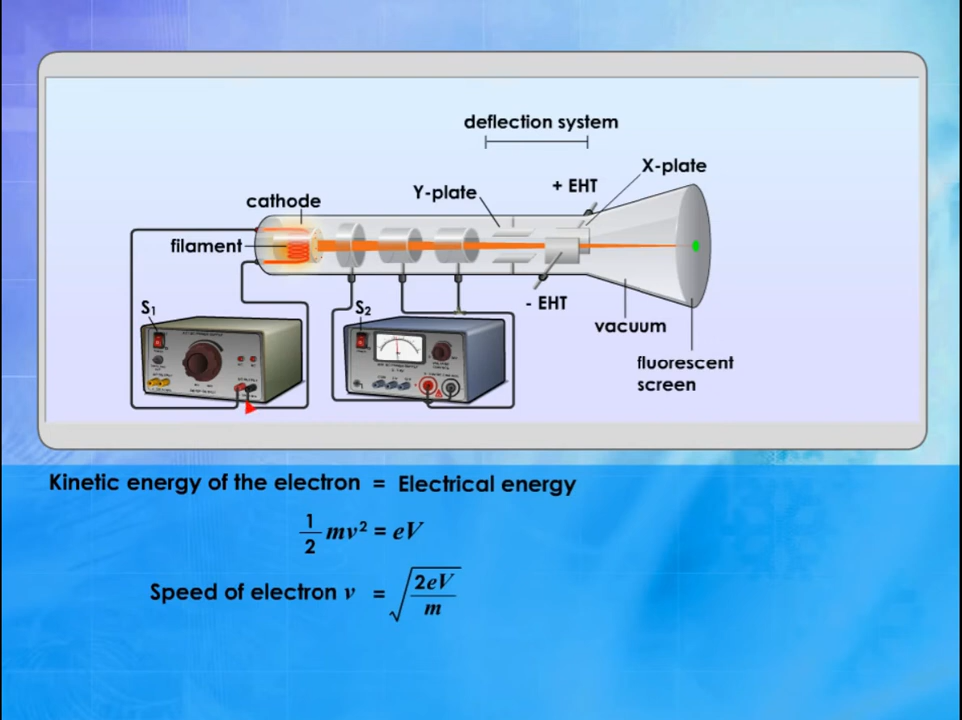 deflection system
X-plate
+ EHT
Y-plate
cathode
filament
- EHT
S1
S2
vacuum
fluorescent
screen
Kinetic energy of the electron = Electrical energy
1/2 mv² = eV
Speed of electron v = √(2eV/m)